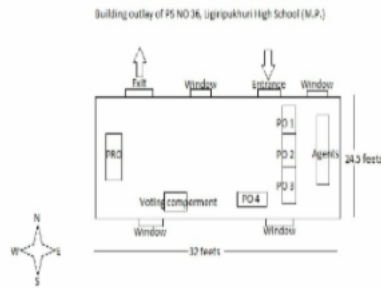 Building outlay of PS NO 36, Ligiripukhuri High School (M.P.)
Exit
Window
Entrance
Window
PO 1
PRO
PO 2
Agents
24.5 feets
PO 3
Voting comperment
PO 4
Window
Window
N
W
E
S
32 feets